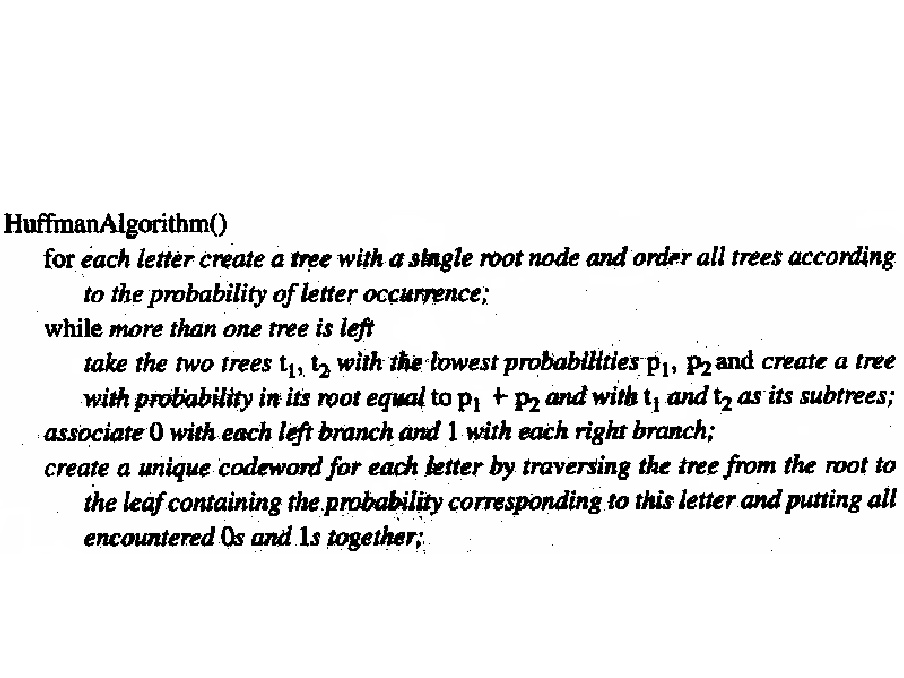 HuffmanAlgorithm()
for each letter create a tree with a single root node and order all trees according
to the probability of letter occurrence;
while more than one tree is left
take the two trees t₁, t₂ with the lowest probabilities p₁, p₂ and create a tree
with probability in its root equal to p₁ + p₂ and with t₁ and t₂ as its subtrees;
associate 0 with each left branch and 1 with each right branch;
create a unique codeword for each letter by traversing the tree from the root to
the leaf containing the probability corresponding to this letter and putting all
encountered 0s and 1s together;